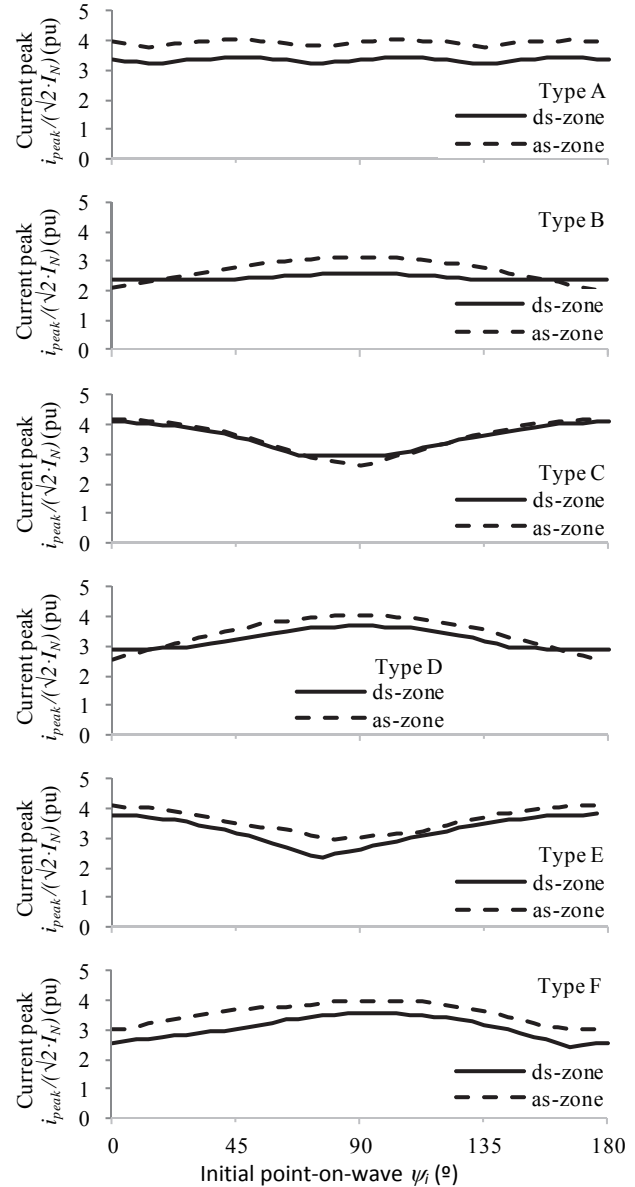 5
4
3
2
1
0
Current peak
i_peak/(√2·I_N) (pu)
Type A
ds-zone
as-zone
5
4
3
2
1
0
Current peak
i_peak/(√2·I_N) (pu)
Type B
ds-zone
as-zone
5
4
3
2
1
0
Current peak
i_peak/(√2·I_N) (pu)
Type C
ds-zone
as-zone
5
4
3
2
1
0
Current peak
i_peak/(√2·I_N) (pu)
Type D
ds-zone
as-zone
5
4
3
2
1
0
Current peak
i_peak/(√2·I_N) (pu)
Type E
ds-zone
as-zone
5
4
3
2
1
0
Current peak
i_peak/(√2·I_N) (pu)
Type F
ds-zone
as-zone
0 45 90 135 180
Initial point-on-wave ψ_i (º)